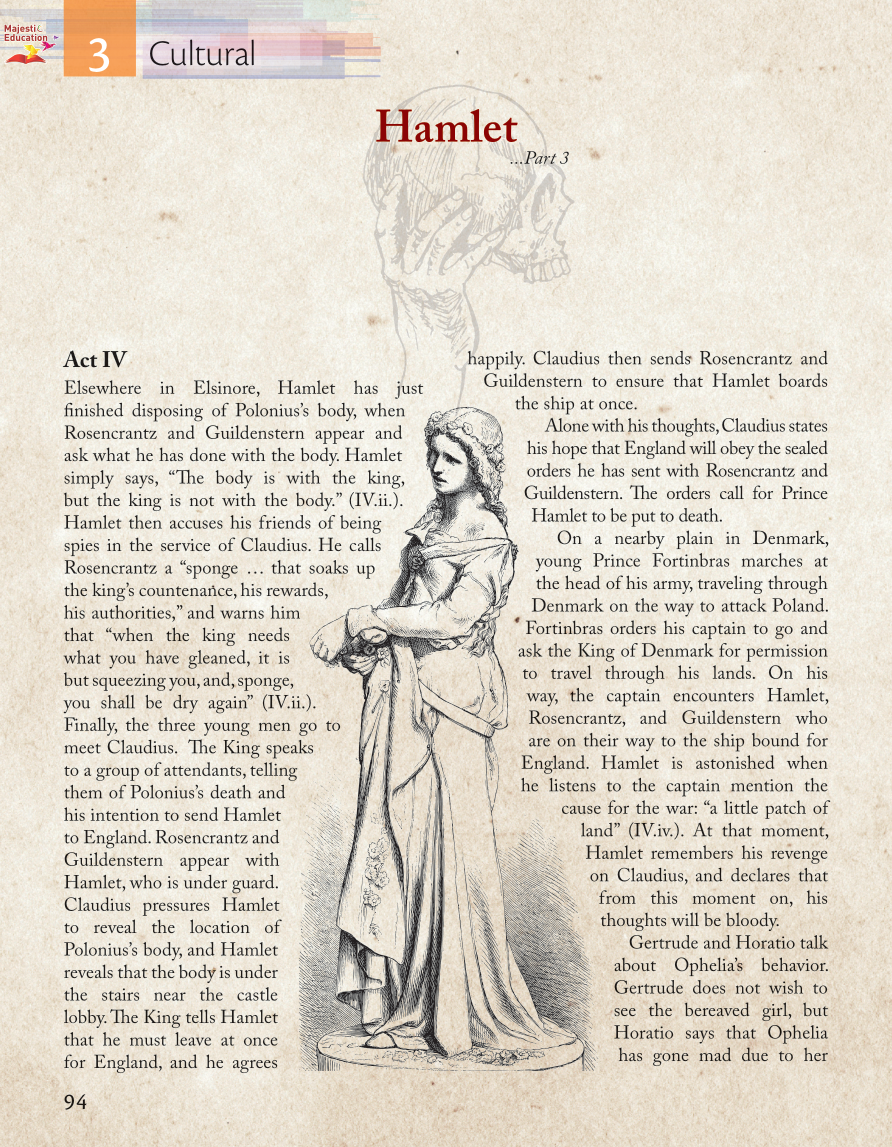 Majestic
Education
3
Cultural
Hamlet
...Part 3
Act IV
Elsewhere in Elsinore, Hamlet has just
finished disposing of Polonius’s body, when
Rosencrantz and Guildenstern appear and
ask what he has done with the body. Hamlet
simply says, “The body is with the king,
but the king is not with the body.” (IV.ii.).
Hamlet then accuses his friends of being
spies in the service of Claudius. He calls
Rosencrantz a “sponge … that soaks up
the king’s countenance, his rewards,
his authorities,” and warns him
that “when the king needs
what you have gleaned, it is
but squeezing you, and, sponge,
you shall be dry again” (IV.ii.).
Finally, the three young men go to
meet Claudius. The King speaks
to a group of attendants, telling
them of Polonius’s death and
his intention to send Hamlet
to England. Rosencrantz and
Guildenstern appear with
Hamlet, who is under guard.
Claudius pressures Hamlet
to reveal the location of
Polonius’s body, and Hamlet
reveals that the body is under
the stairs near the castle
lobby. The King tells Hamlet
that he must leave at once
for England, and he agrees
happily. Claudius then sends Rosencrantz and
Guildenstern to ensure that Hamlet boards
the ship at once.
Alone with his thoughts, Claudius states
his hope that England will obey the sealed
orders he has sent with Rosencrantz and
Guildenstern. The orders call for Prince
Hamlet to be put to death.
On a nearby plain in Denmark,
young Prince Fortinbras marches at
the head of his army, traveling through
Denmark on the way to attack Poland.
Fortinbras orders his captain to go and
ask the King of Denmark for permission
to travel through his lands. On his
way, the captain encounters Hamlet,
Rosencrantz, and Guildenstern who
are on their way to the ship bound for
England. Hamlet is astonished when
he listens to the captain mention the
cause for the war: “a little patch of
land” (IV.iv.). At that moment,
Hamlet remembers his revenge
on Claudius, and declares that
from this moment on, his
thoughts will be bloody.
Gertrude and Horatio talk
about Ophelia’s behavior.
Gertrude does not wish to
see the bereaved girl, but
Horatio says that Ophelia
has gone mad due to her
94